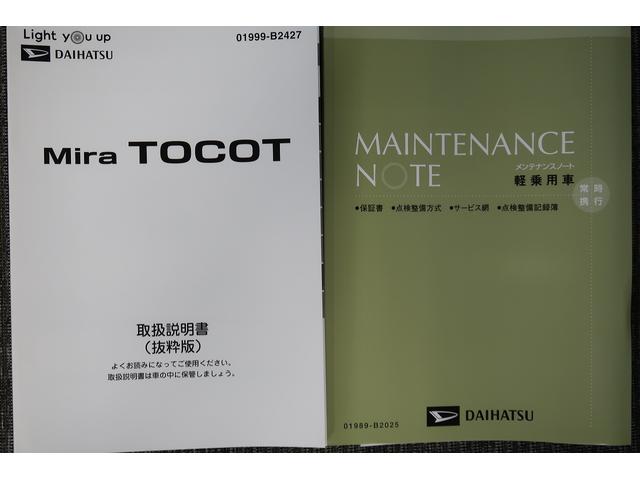 Light you up
01999-B2427
DAIHATSU
Mira TOCOT
取扱説明書
（抜粋版）
よくお読みになってご使用ください。
取扱説明書は車の中に保管しましょう。
MAINTENANCE
NOTE
メンテナンスノート
軽乗用車
常時
携行
●保証書 ●点検整備方式 ●サービス網 ●点検整備記録簿
01989-B2025
DAIHATSU